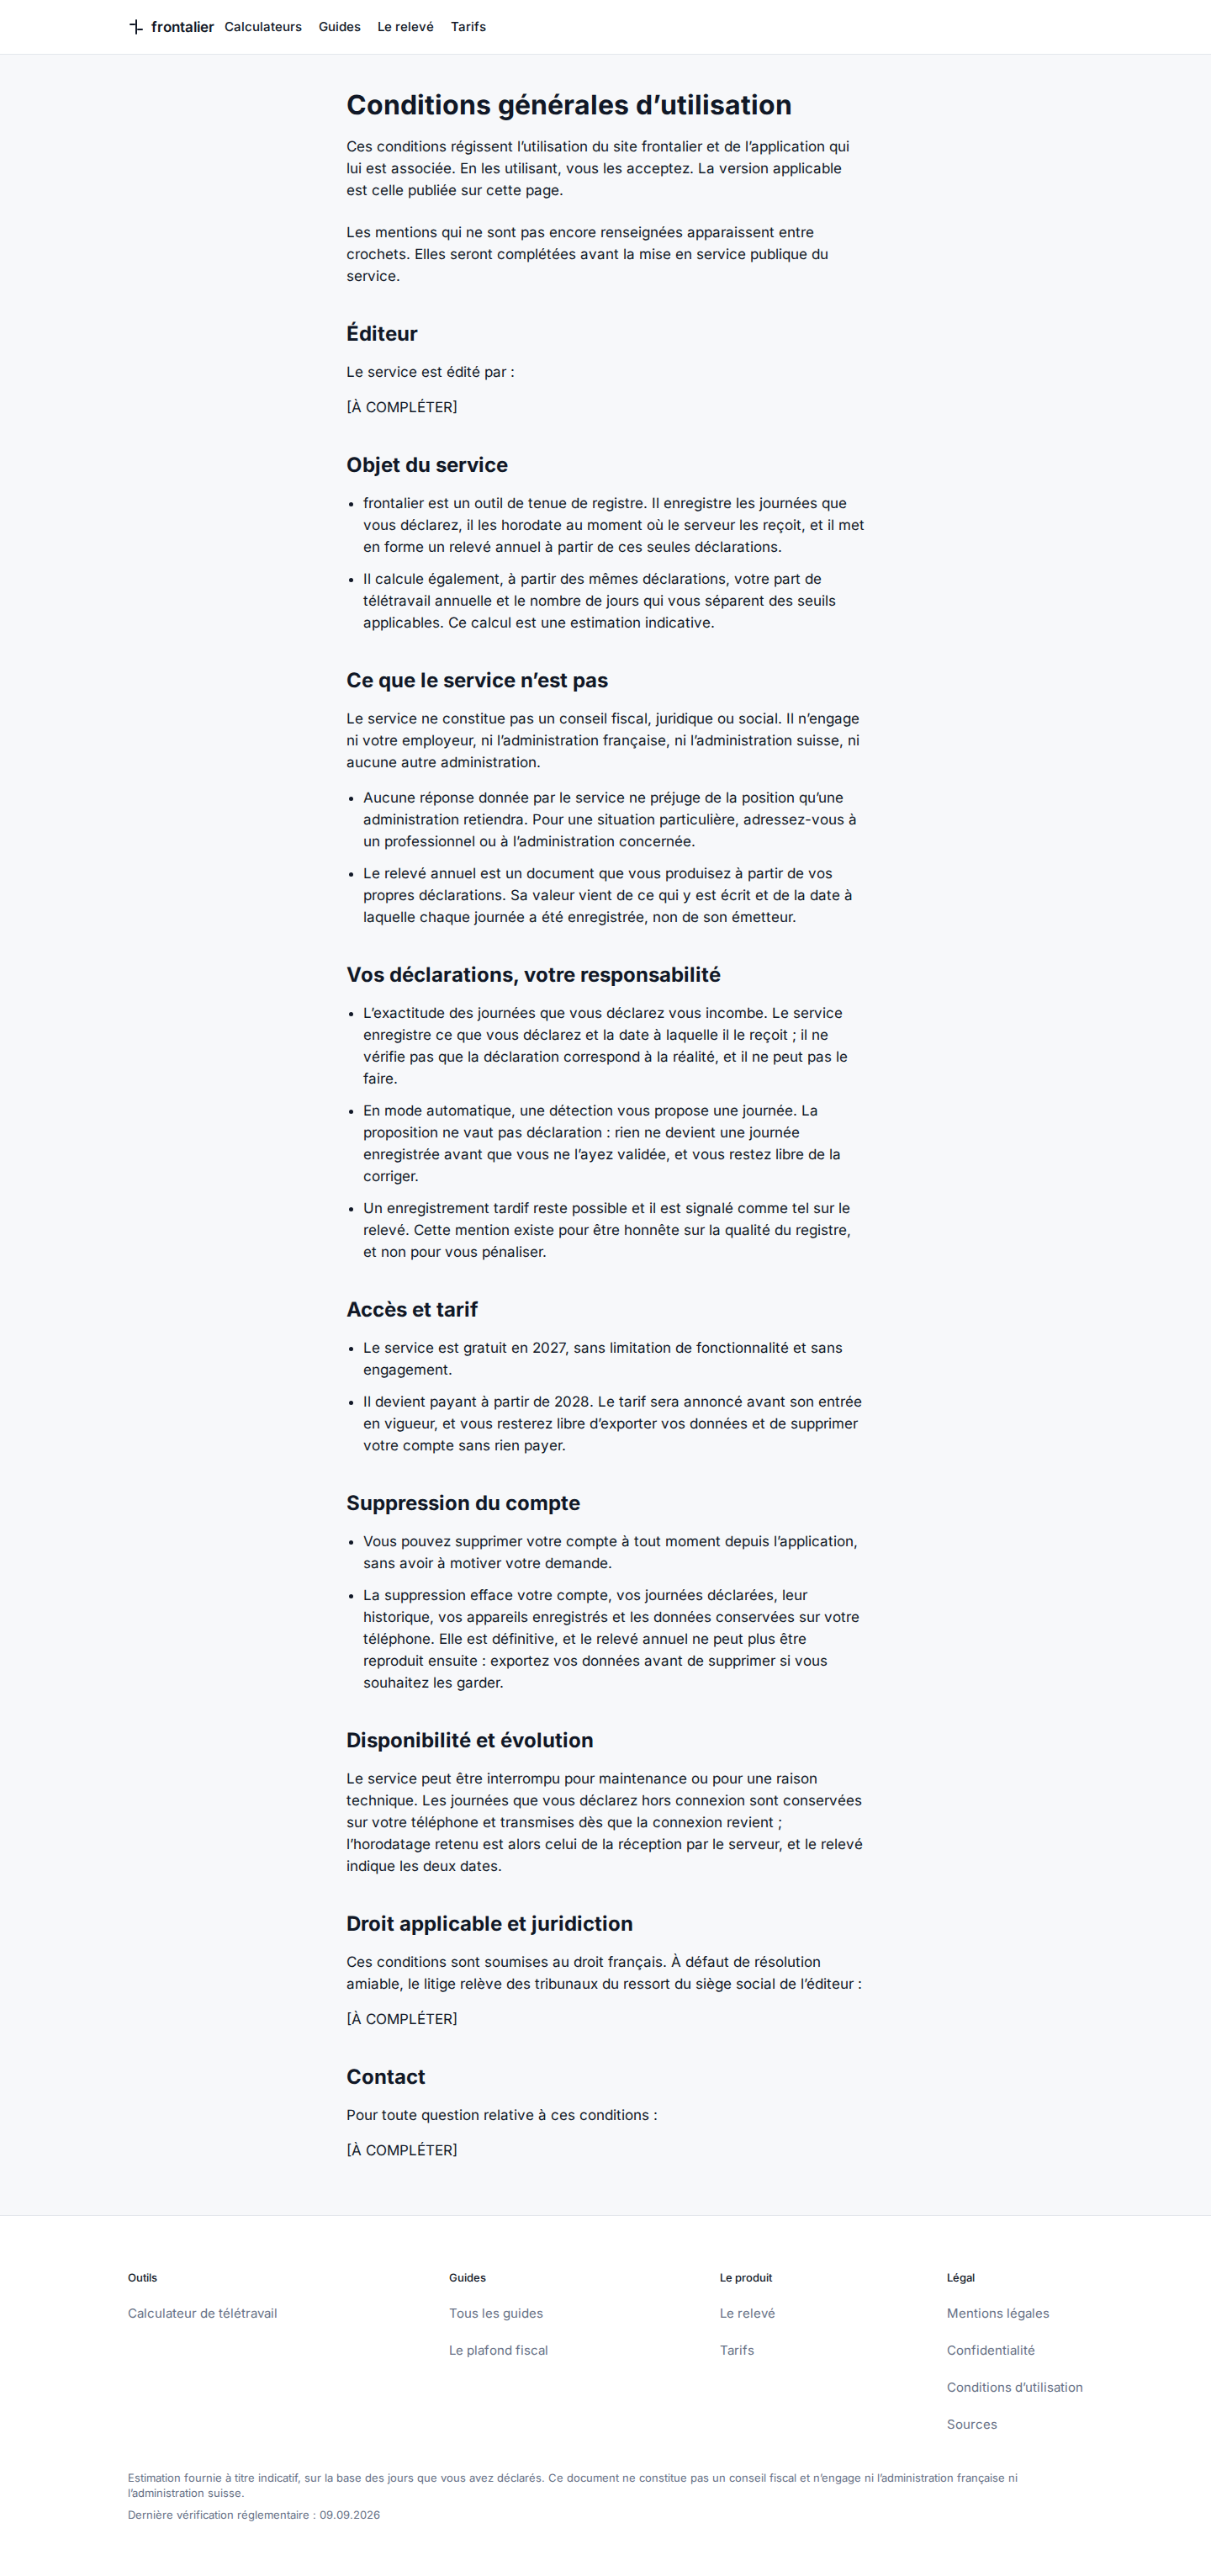 frontalier Calculateurs Guides Le relevé Tarifs
Conditions générales d’utilisation
Ces conditions régissent l’utilisation du site frontalier et de l’application qui
lui est associée. En les utilisant, vous les acceptez. La version applicable
est celle publiée sur cette page.
Les mentions qui ne sont pas encore renseignées apparaissent entre
crochets. Elles seront complétées avant la mise en service publique du
service.
Éditeur
Le service est édité par :
[À COMPLÉTER]
Objet du service
• frontalier est un outil de tenue de registre. Il enregistre les journées que
vous déclarez, il les horodate au moment où le serveur les reçoit, et il met
en forme un relevé annuel à partir de ces seules déclarations.
• Il calcule également, à partir des mêmes déclarations, votre part de
télétravail annuelle et le nombre de jours qui vous séparent des seuils
applicables. Ce calcul est une estimation indicative.
Ce que le service n’est pas
Le service ne constitue pas un conseil fiscal, juridique ou social. Il n’engage
ni votre employeur, ni l’administration française, ni l’administration suisse, ni
aucune autre administration.
• Aucune réponse donnée par le service ne préjuge de la position qu’une
administration retiendra. Pour une situation particulière, adressez-vous à
un professionnel ou à l’administration concernée.
• Le relevé annuel est un document que vous produisez à partir de vos
propres déclarations. Sa valeur vient de ce qui y est écrit et de la date à
laquelle chaque journée a été enregistrée, non de son émetteur.
Vos déclarations, votre responsabilité
• L’exactitude des journées que vous déclarez vous incombe. Le service
enregistre ce que vous déclarez et la date à laquelle il le reçoit ; il ne
vérifie pas que la déclaration correspond à la réalité, et il ne peut pas le
faire.
• En mode automatique, une détection vous propose une journée. La
proposition ne vaut pas déclaration : rien ne devient une journée
enregistrée avant que vous ne l’ayez validée, et vous restez libre de la
corriger.
• Un enregistrement tardif reste possible et il est signalé comme tel sur le
relevé. Cette mention existe pour être honnête sur la qualité du registre,
et non pour vous pénaliser.
Accès et tarif
• Le service est gratuit en 2027, sans limitation de fonctionnalité et sans
engagement.
• Il devient payant à partir de 2028. Le tarif sera annoncé avant son entrée
en vigueur, et vous resterez libre d’exporter vos données et de supprimer
votre compte sans rien payer.
Suppression du compte
• Vous pouvez supprimer votre compte à tout moment depuis l’application,
sans avoir à motiver votre demande.
• La suppression efface votre compte, vos journées déclarées, leur
historique, vos appareils enregistrés et les données conservées sur votre
téléphone. Elle est définitive, et le relevé annuel ne peut plus être
reproduit ensuite : exportez vos données avant de supprimer si vous
souhaitez les garder.
Disponibilité et évolution
Le service peut être interrompu pour maintenance ou pour une raison
technique. Les journées que vous déclarez hors connexion sont conservées
sur votre téléphone et transmises dès que la connexion revient ;
l’horodatage retenu est alors celui de la réception par le serveur, et le relevé
indique les deux dates.
Droit applicable et juridiction
Ces conditions sont soumises au droit français. À défaut de résolution
amiable, le litige relève des tribunaux du ressort du siège social de l’éditeur :
[À COMPLÉTER]
Contact
Pour toute question relative à ces conditions :
[À COMPLÉTER]
Outils
Calculateur de télétravail
Guides
Tous les guides
Le plafond fiscal
Le produit
Le relevé
Tarifs
Légal
Mentions légales
Confidentialité
Conditions d’utilisation
Sources
Estimation fournie à titre indicatif, sur la base des jours que vous avez déclarés. Ce document ne constitue pas un conseil fiscal et n’engage ni l’administration française ni
l’administration suisse.
Dernière vérification réglementaire : 09.09.2026